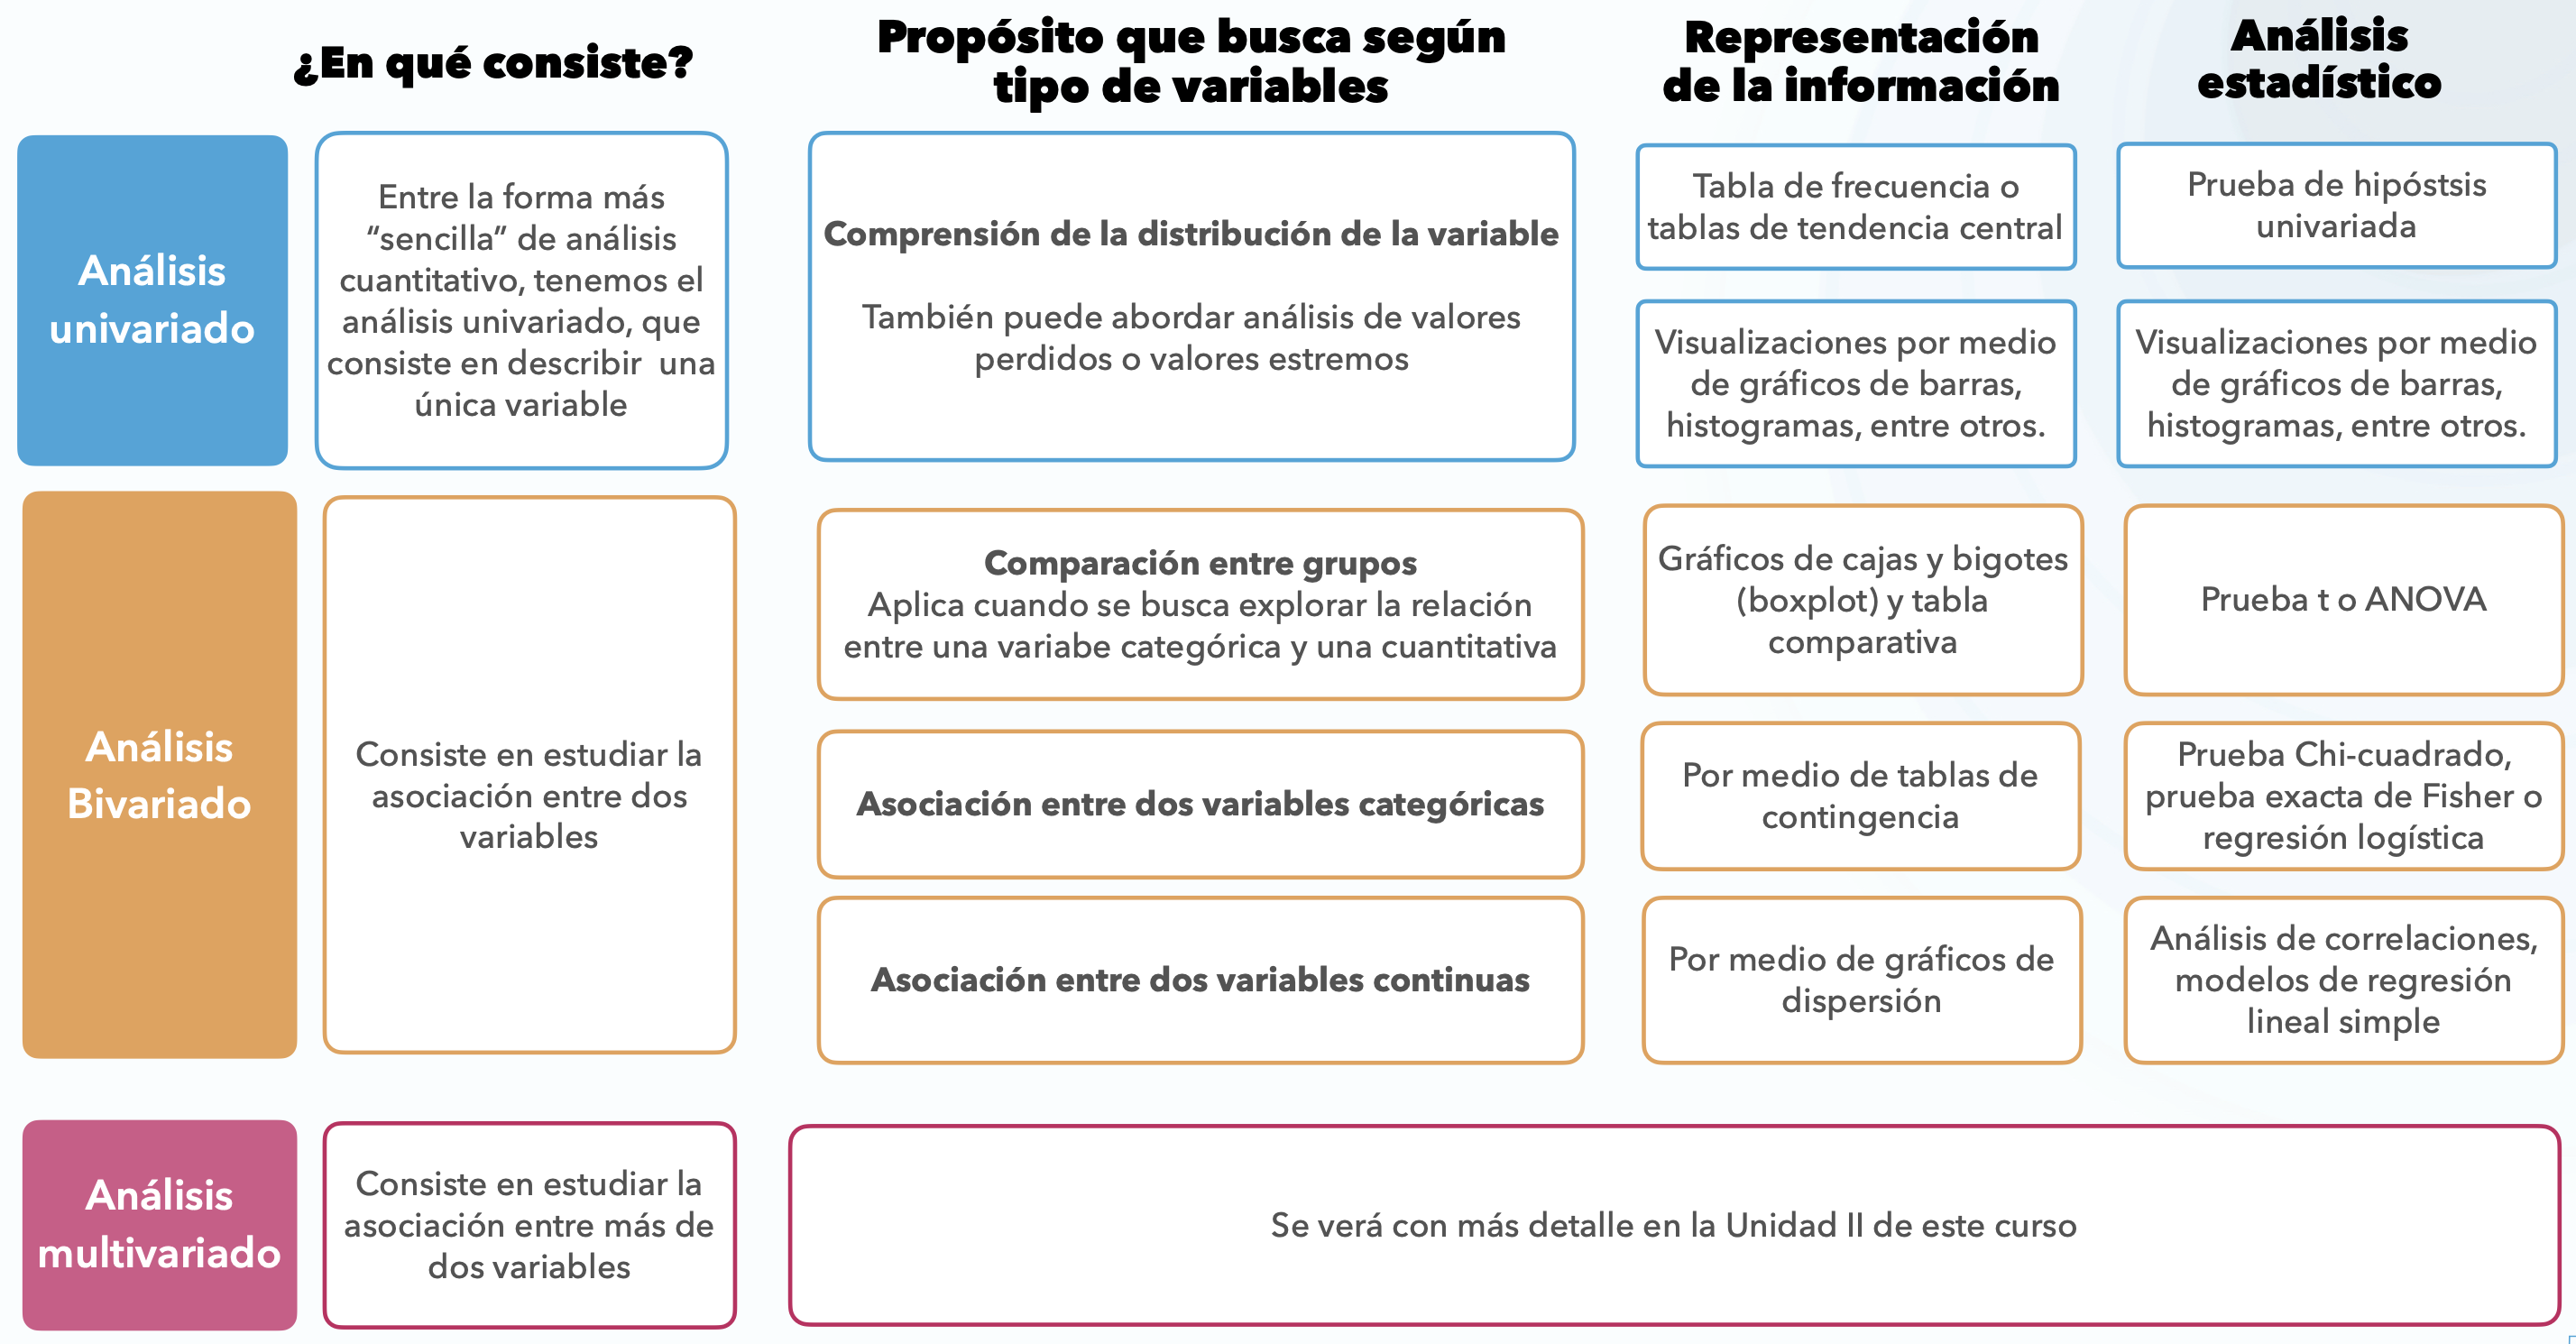 ¿En qué consiste?
Propósito que busca según
tipo de variables
Representación
de la información
Análisis
estadístico
Análisis
univariado
Entre la forma más
“sencilla” de análisis
cuantitativo, tenemos el
análisis univariado, que
consiste en describir una
única variable
Comprensión de la distribución de la variable
También puede abordar análisis de valores
perdidos o valores estremos
Tabla de frecuencia o
tablas de tendencia central
Visualizaciones por medio
de gráficos de barras,
histogramas, entre otros.
Prueba de hipóstsis
univariada
Visualizaciones por medio
de gráficos de barras,
histogramas, entre otros.
Análisis
Bivariado
Consiste en estudiar la
asociación entre dos
variables
Comparación entre grupos
Aplica cuando se busca explorar la relación
entre una variabe categórica y una cuantitativa
Gráficos de cajas y bigotes
(boxplot) y tabla
comparativa
Prueba t o ANOVA
Asociación entre dos variables categóricas
Por medio de tablas de
contingencia
Prueba Chi-cuadrado,
prueba exacta de Fisher o
regresión logística
Asociación entre dos variables continuas
Por medio de gráficos de
dispersión
Análisis de correlaciones,
modelos de regresión
lineal simple
Análisis
multivariado
Consiste en estudiar la
asociación entre más de
dos variables
Se verá con más detalle en la Unidad II de este curso